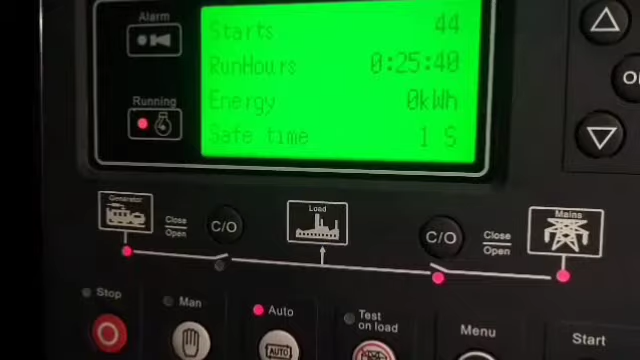 Alarm
Starts 44
RunHours 0:25:40
Running
Energy 0kWh
Safe time 1 S
Generator
Close
Open
C/O
Load
C/O
Close
Open
Mains
Stop
Man
Auto
Test
on load
Menu
Start
AUTO